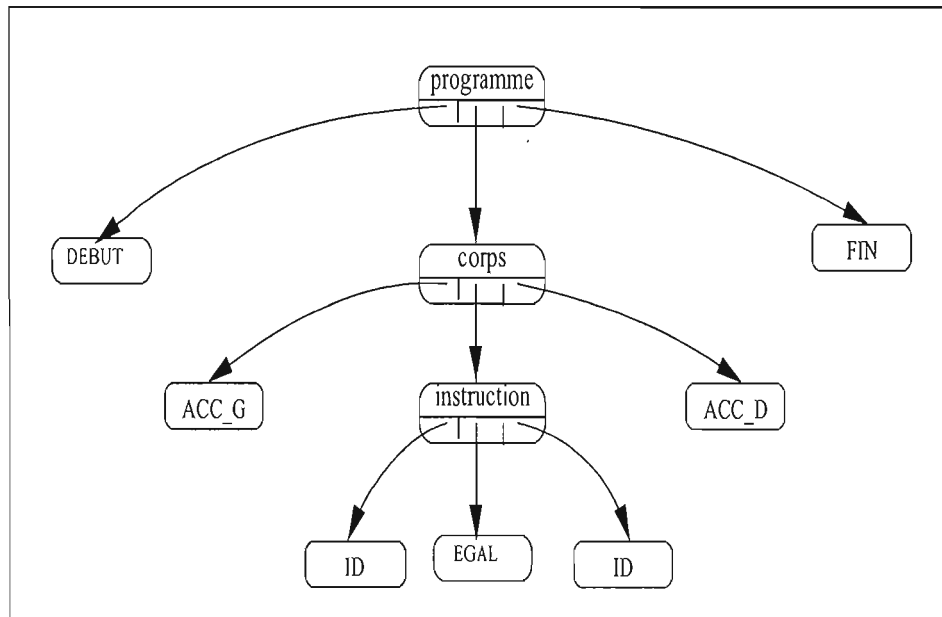 programme
DEBUT
FIN
corps
ACC_G
ACC_D
instruction
ID
EGAL
ID